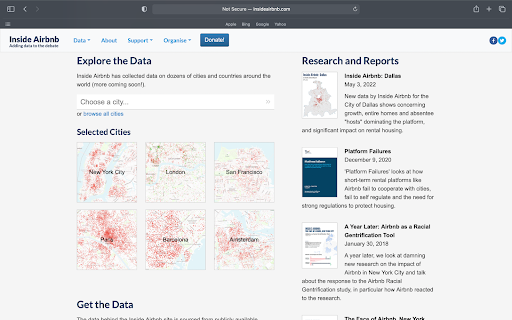 Not Secure — insideairbnb.com
Apple Bing Google Yahoo
Inside Airbnb
Adding data to the debate
Data About Support Organise Donate!
Explore the Data
Inside Airbnb has collected data on dozens of cities and countries around the
world (more coming soon!).
Choose a city...
or browse all cities
Selected Cities
New York City
London
San Francisco
Paris
Barcelona
Amsterdam
Get the Data
The data behind the Inside Airbnb site is sourced from publicly available
Research and Reports
Inside Airbnb: Dallas
May 3, 2022
New data by Inside Airbnb for the
City of Dallas shows concerning
growth, entire homes and absentee
"hosts" dominating the platform,
and significant impact on rental housing.
Platform Failures
December 9, 2020
'Platform Failures' looks at how
short-term rental platforms like
Airbnb fail to cooperate with cities,
fail to self regulate and the need for
strong regulations to protect housing.
A Year Later: Airbnb as a Racial
Gentrification Tool
January 30, 2018
A year later, we look at damning
new research on the impact of
Airbnb in New York City and talk
about the response to the Airbnb Racial
Gentrification study, in particular how Airbnb reacted
to the research.
The Face of Airbnb, New York